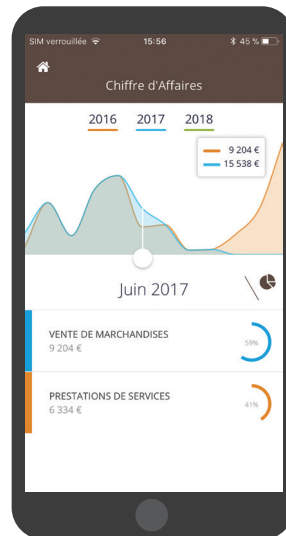 SIM verrouillée 15:56 45 %
Chiffre d'Affaires
2016 2017 2018
9 204 €
15 538 €
Juin 2017
VENTE DE MARCHANDISES
9 204 €
59%
PRESTATIONS DE SERVICES
6 334 €
41%